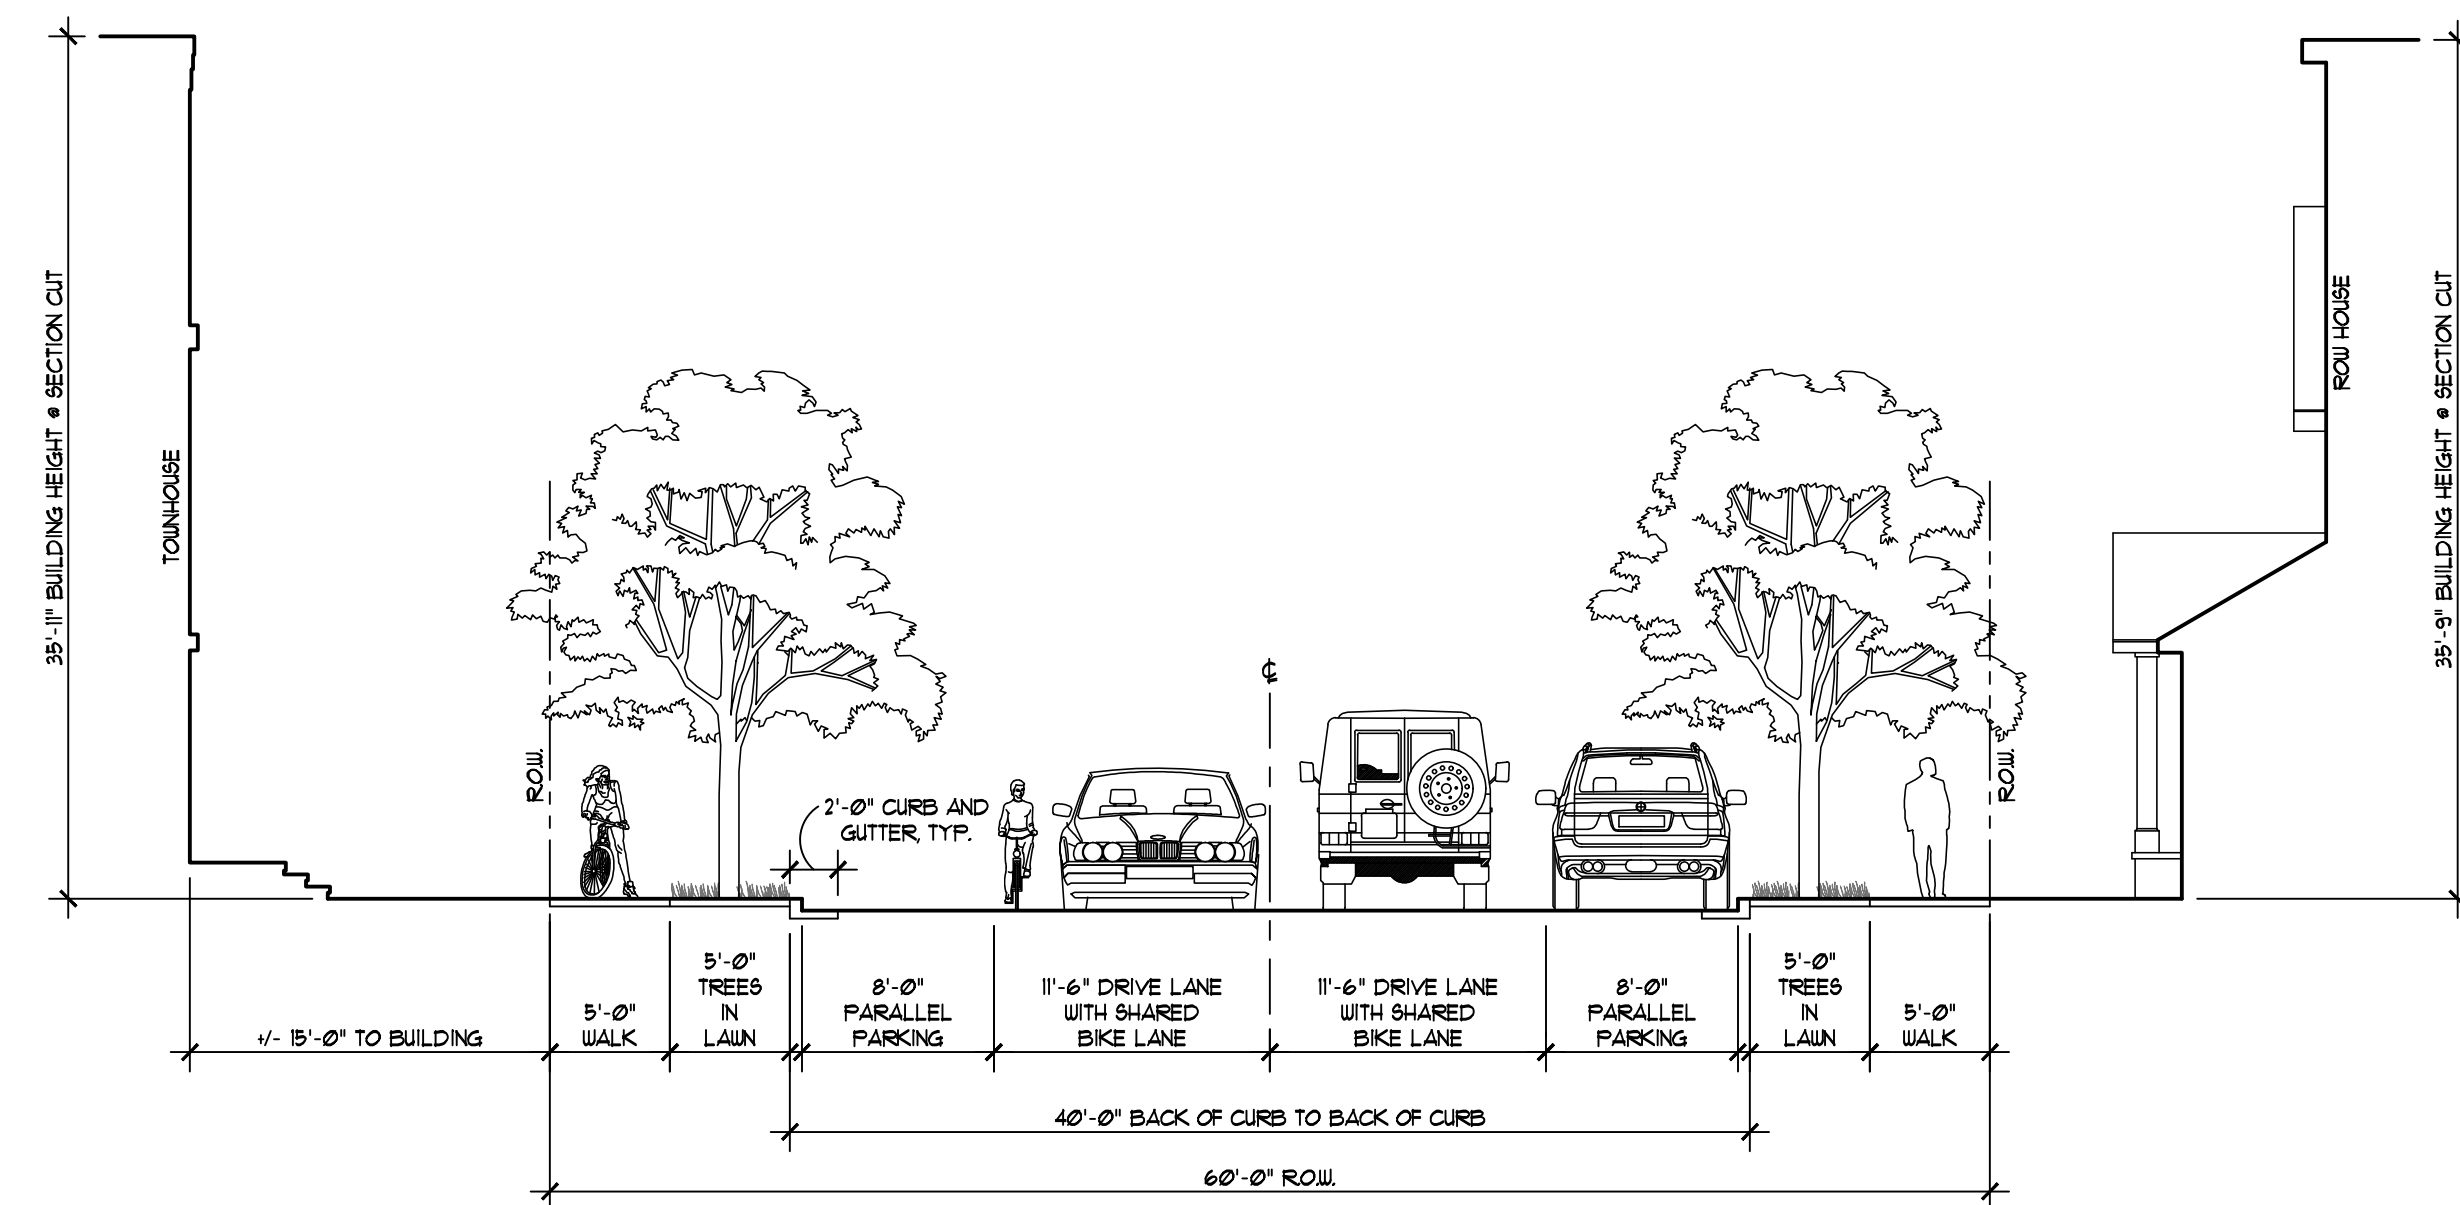 35'-11" BUILDING HEIGHT @ SECTION CUT
TOWNHOUSE
ROW HOUSE
35'-9" BUILDING HEIGHT @ SECTION CUT
℄
R.O.W.
R.O.W.
2'-0" CURB AND
GUTTER, TYP.
+/- 15'-0" TO BUILDING
5'-0"
WALK
5'-0"
TREES
IN
LAWN
8'-0"
PARALLEL
PARKING
11'-6" DRIVE LANE
WITH SHARED
BIKE LANE
11'-6" DRIVE LANE
WITH SHARED
BIKE LANE
8'-0"
PARALLEL
PARKING
5'-0"
TREES
IN
LAWN
5'-0"
WALK
40'-0" BACK OF CURB TO BACK OF CURB
60'-0" R.O.W.